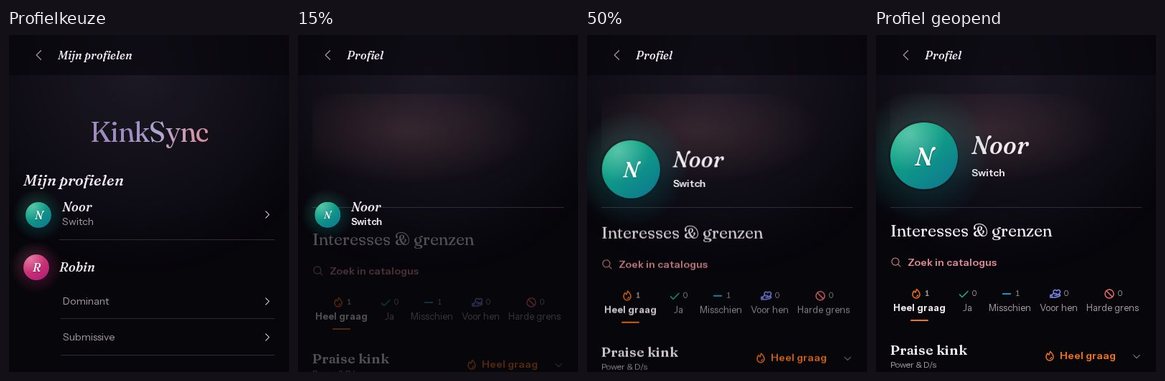 Profielkeuze
Mijn profielen
KinkSync
Mijn profielen
N
Noor
Switch
R
Robin
Dominant
Submissive
15%
Profiel
N
Noor
Switch
Interesses & grenzen
Zoek in catalogus
1 0 1 0 0
Heel graag Ja Misschien Voor hen Harde grens
Praise kink
Heel graag
Power & D/s
50%
Profiel
N
Noor
Switch
Interesses & grenzen
Zoek in catalogus
1 0 1 0 0
Heel graag Ja Misschien Voor hen Harde grens
Praise kink
Heel graag
Power & D/s
Profiel geopend
Profiel
N
Noor
Switch
Interesses & grenzen
Zoek in catalogus
1 0 1 0 0
Heel graag Ja Misschien Voor hen Harde grens
Praise kink
Heel graag
Power & D/s